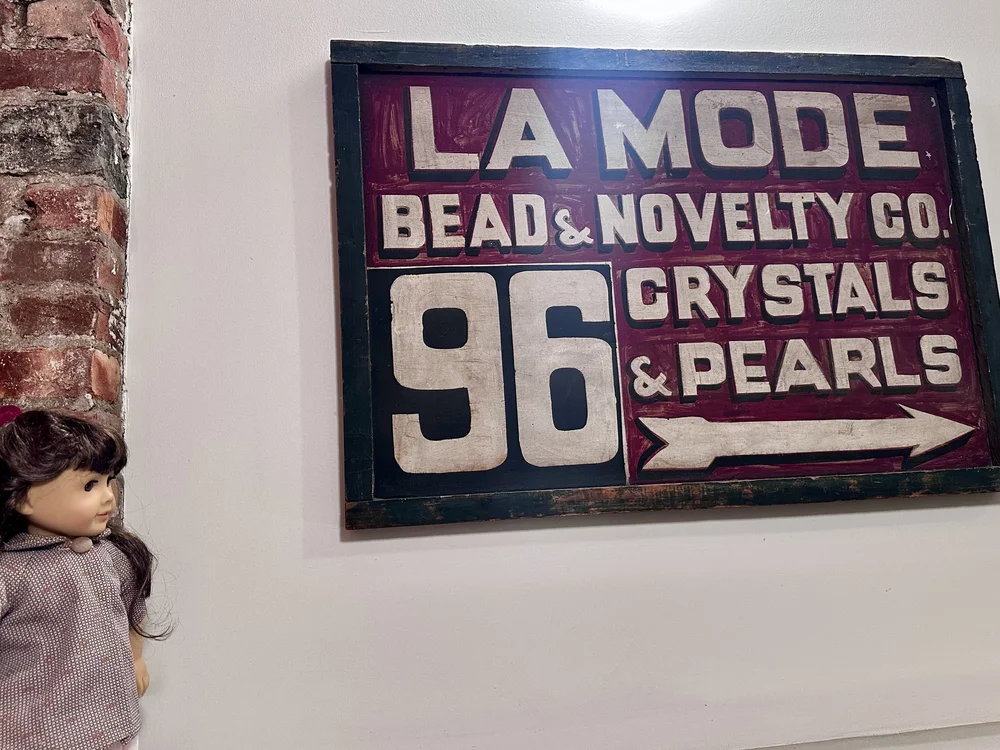 LA MODE
BEAD & NOVELTY CO.
96
CRYSTALS
& PEARLS